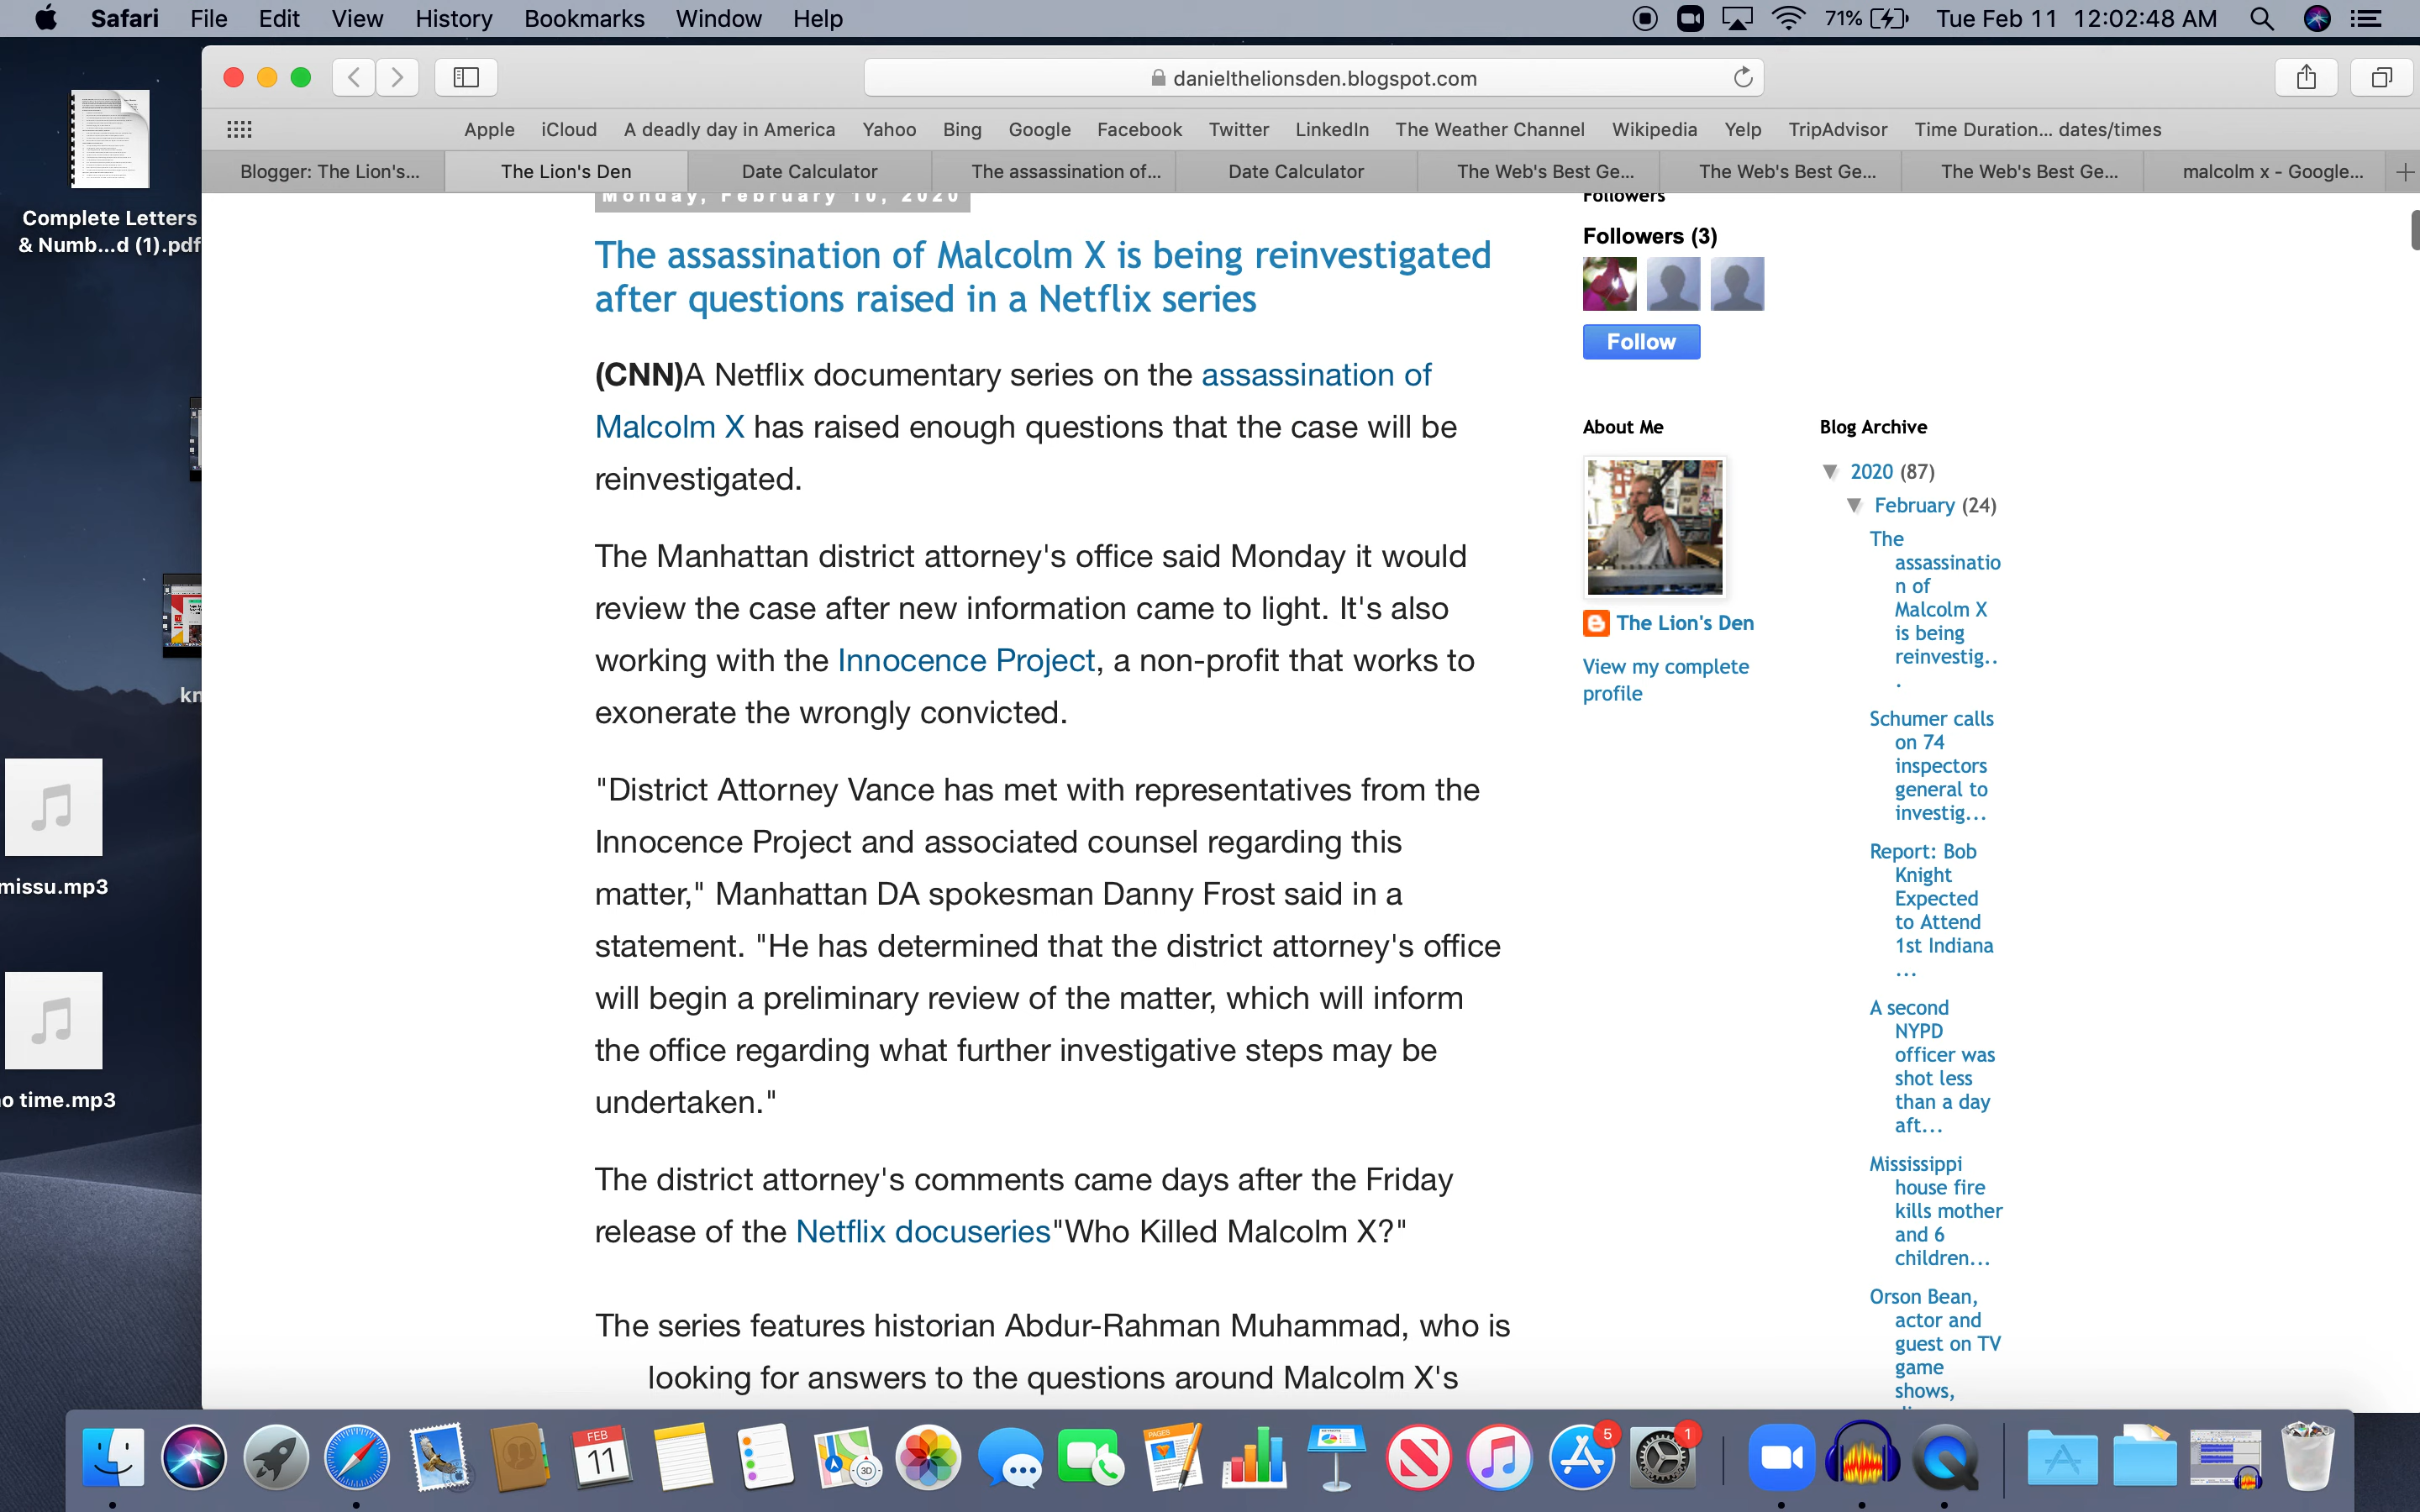 Safari File Edit View History Bookmarks Window Help
71% Tue Feb 11 12:02:48 AM
danielthelionsden.blogspot.com
Apple iCloud A deadly day in America Yahoo Bing Google Facebook Twitter LinkedIn The Weather Channel Wikipedia Yelp TripAdvisor Time Duration... dates/times
Blogger: The Lion's... The Lion's Den Date Calculator The assassination of... Date Calculator The Web's Best Ge... The Web's Best Ge... The Web's Best Ge... malcolm x - Google...
Complete Letters
& Numb...d (1).pdf
kn
missu.mp3
o time.mp3
Monday, February 10, 2020
The assassination of Malcolm X is being reinvestigated
after questions raised in a Netflix series
(CNN)A Netflix documentary series on the assassination of
Malcolm X has raised enough questions that the case will be
reinvestigated.
The Manhattan district attorney's office said Monday it would
review the case after new information came to light. It's also
working with the Innocence Project, a non-profit that works to
exonerate the wrongly convicted.
"District Attorney Vance has met with representatives from the
Innocence Project and associated counsel regarding this
matter," Manhattan DA spokesman Danny Frost said in a
statement. "He has determined that the district attorney's office
will begin a preliminary review of the matter, which will inform
the office regarding what further investigative steps may be
undertaken."
The district attorney's comments came days after the Friday
release of the Netflix docuseries"Who Killed Malcolm X?"
The series features historian Abdur-Rahman Muhammad, who is
looking for answers to the questions around Malcolm X's
Followers
Followers (3)
Follow
About Me
The Lion's Den
View my complete
profile
Blog Archive
▼ 2020 (87)
▼ February (24)
The
assassinatio
n of
Malcolm X
is being
reinvestig..
.
Schumer calls
on 74
inspectors
general to
investig...
Report: Bob
Knight
Expected
to Attend
1st Indiana
...
A second
NYPD
officer was
shot less
than a day
aft...
Mississippi
house fire
kills mother
and 6
children...
Orson Bean,
actor and
guest on TV
game
shows,
FEB
11
3D
PAGES
5
1